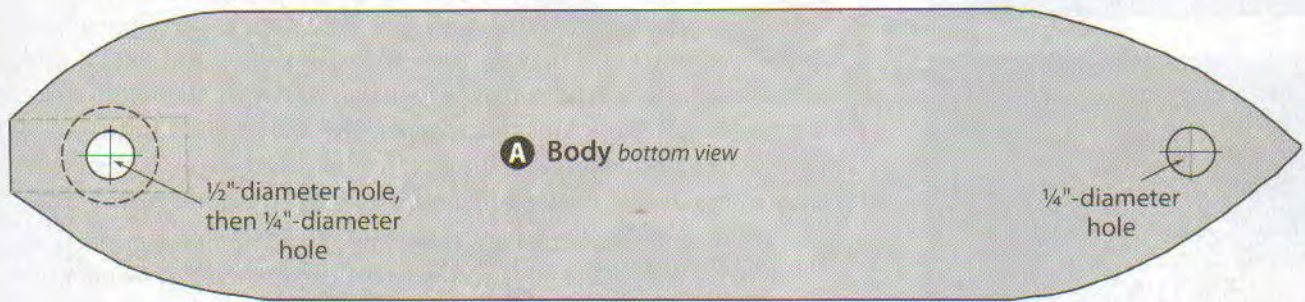 A Body bottom view
½"-diameter hole,
then ¼"-diameter
hole
¼"-diameter
hole